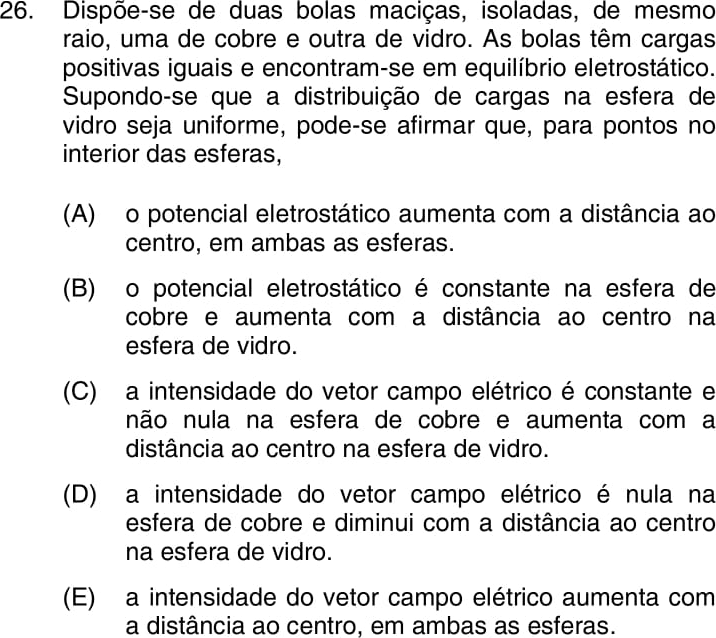 26. Dispõe-se de duas bolas maciças, isoladas, de mesmo
raio, uma de cobre e outra de vidro. As bolas têm cargas
positivas iguais e encontram-se em equilíbrio eletrostático.
Supondo-se que a distribuição de cargas na esfera de
vidro seja uniforme, pode-se afirmar que, para pontos no
interior das esferas,
(A) o potencial eletrostático aumenta com a distância ao
centro, em ambas as esferas.
(B) o potencial eletrostático é constante na esfera de
cobre e aumenta com a distância ao centro na
esfera de vidro.
(C) a intensidade do vetor campo elétrico é constante e
não nula na esfera de cobre e aumenta com a
distância ao centro na esfera de vidro.
(D) a intensidade do vetor campo elétrico é nula na
esfera de cobre e diminui com a distância ao centro
na esfera de vidro.
(E) a intensidade do vetor campo elétrico aumenta com
a distância ao centro, em ambas as esferas.